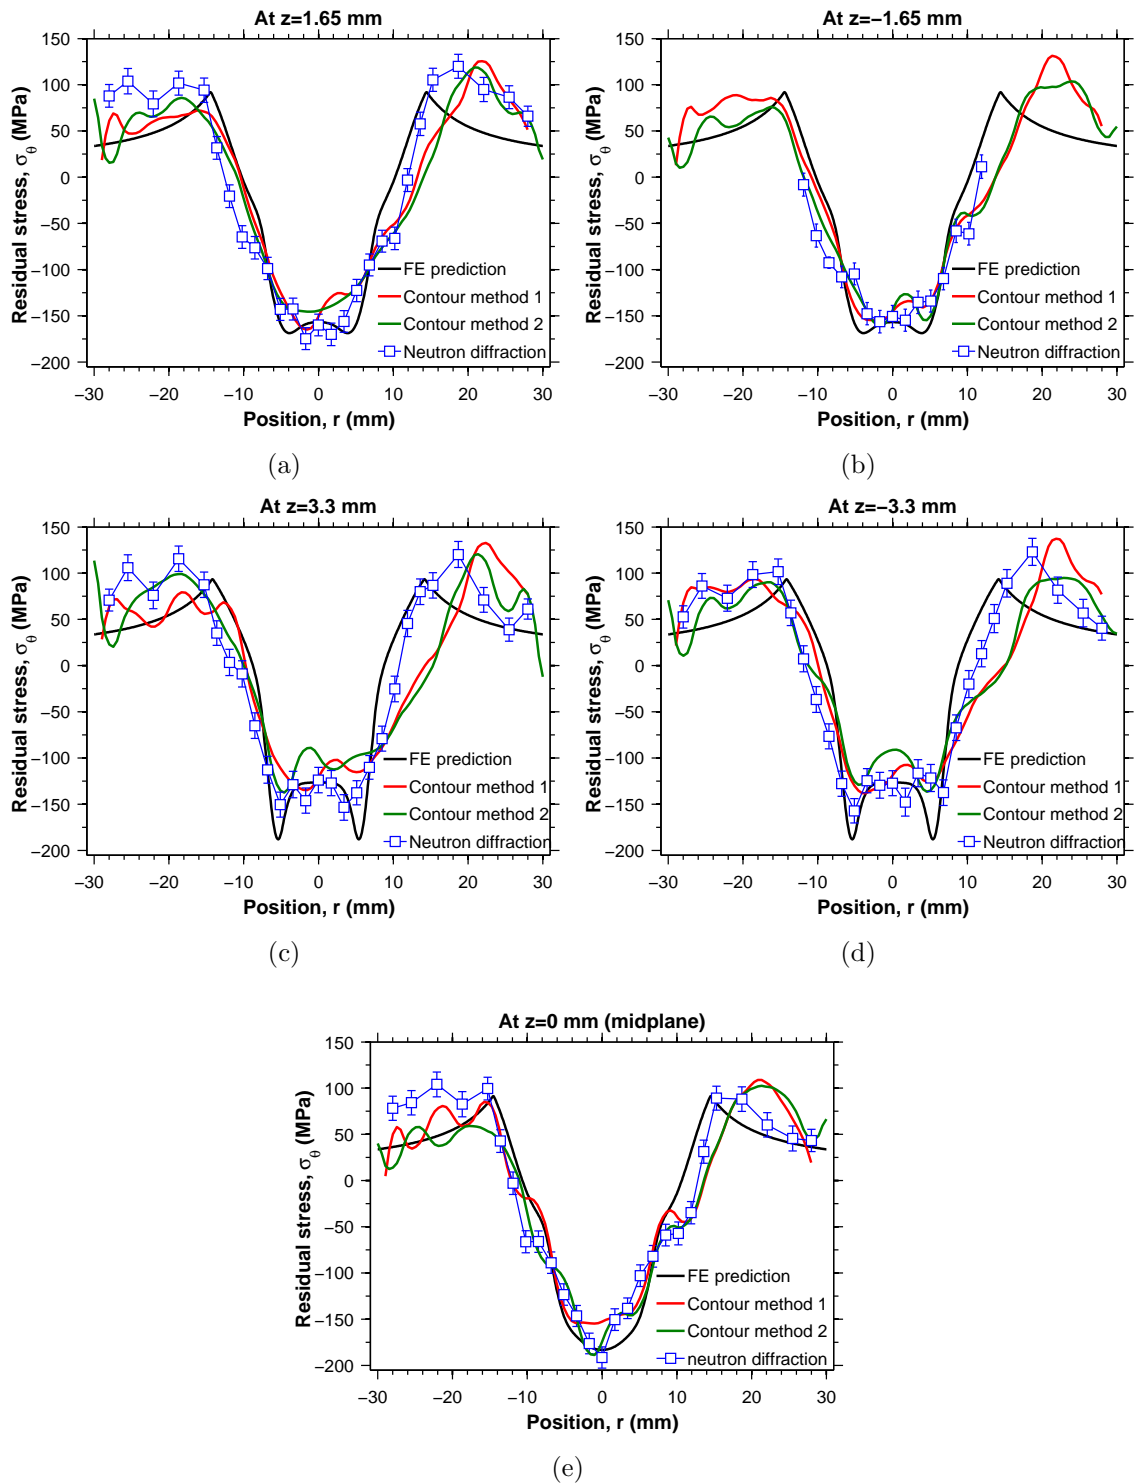 At z=1.65 mm
150
100
50
0
−50
−100
−150
−200
Residual stress, σθ (MPa)
FE prediction
Contour method 1
Contour method 2
Neutron diffraction
−30 −20 −10 0 10 20 30
Position, r (mm)
(a)
At z=−1.65 mm
150
100
50
0
−50
−100
−150
−200
Residual stress, σθ (MPa)
FE prediction
Contour method 1
Contour method 2
Neutron diffraction
−30 −20 −10 0 10 20 30
Position, r (mm)
(b)
At z=3.3 mm
150
100
50
0
−50
−100
−150
−200
Residual stress, σθ (MPa)
FE prediction
Contour method 1
Contour method 2
Neutron diffraction
−30 −20 −10 0 10 20 30
Position, r (mm)
(c)
At z=−3.3 mm
150
100
50
0
−50
−100
−150
−200
Residual stress, σθ (MPa)
FE prediction
Contour method 1
Contour method 2
Neutron diffraction
−30 −20 −10 0 10 20 30
Position, r (mm)
(d)
At z=0 mm (midplane)
150
100
50
0
−50
−100
−150
−200
Residual stress, σθ (MPa)
FE prediction
Contour method 1
Contour method 2
neutron diffraction
−30 −20 −10 0 10 20 30
Position, r (mm)
(e)